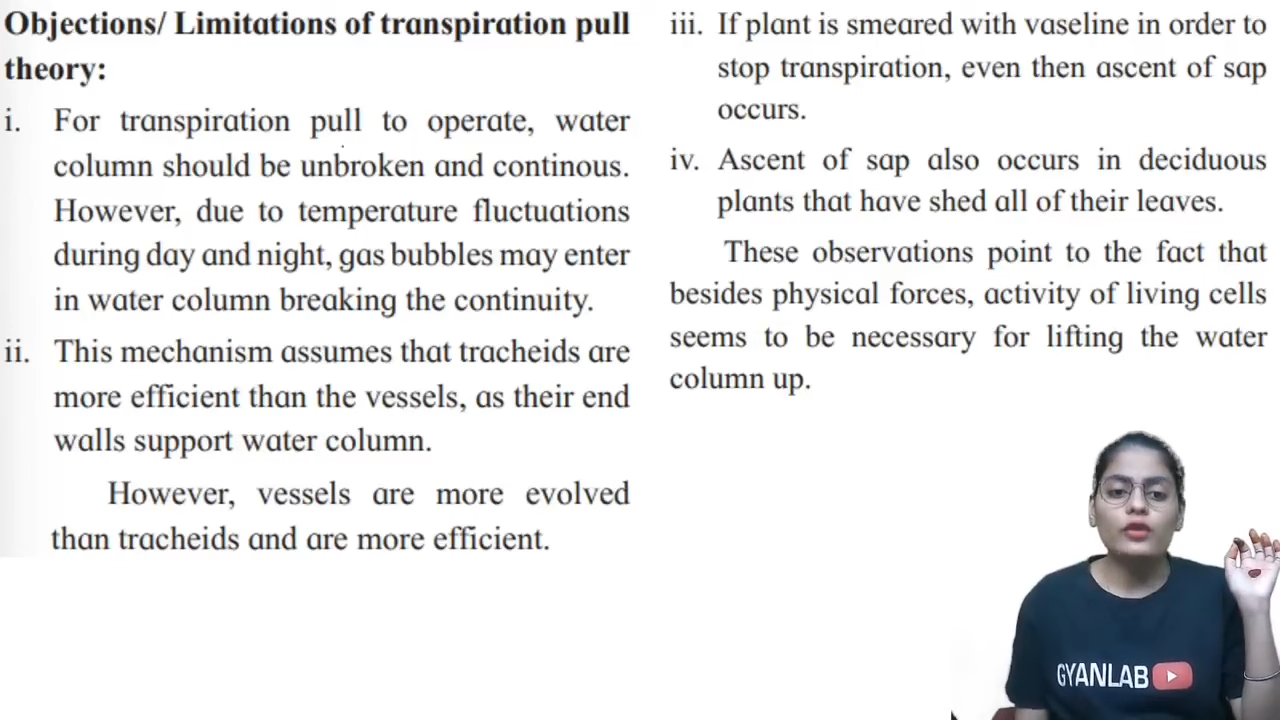 Objections/ Limitations of transpiration pull
theory:
i. For transpiration pull to operate, water
column should be unbroken and continous.
However, due to temperature fluctuations
during day and night, gas bubbles may enter
in water column breaking the continuity.
ii. This mechanism assumes that tracheids are
more efficient than the vessels, as their end
walls support water column.
However, vessels are more evolved
than tracheids and are more efficient.
iii. If plant is smeared with vaseline in order to
stop transpiration, even then ascent of sap
occurs.
iv. Ascent of sap also occurs in deciduous
plants that have shed all of their leaves.
These observations point to the fact that
besides physical forces, activity of living cells
seems to be necessary for lifting the water
column up.
GYANLAB